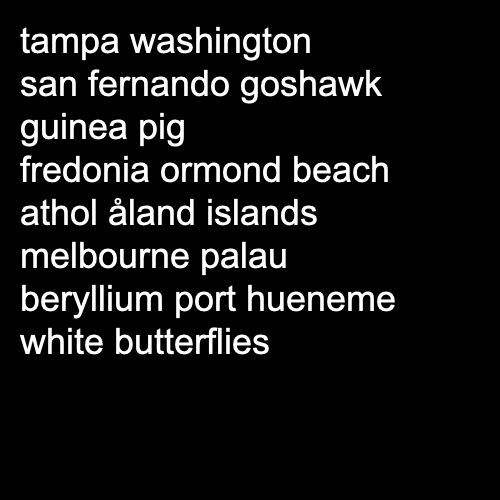 tampa washington
san fernando goshawk
guinea pig
fredonia ormond beach
athol åland islands
melbourne palau
beryllium port hueneme
white butterflies